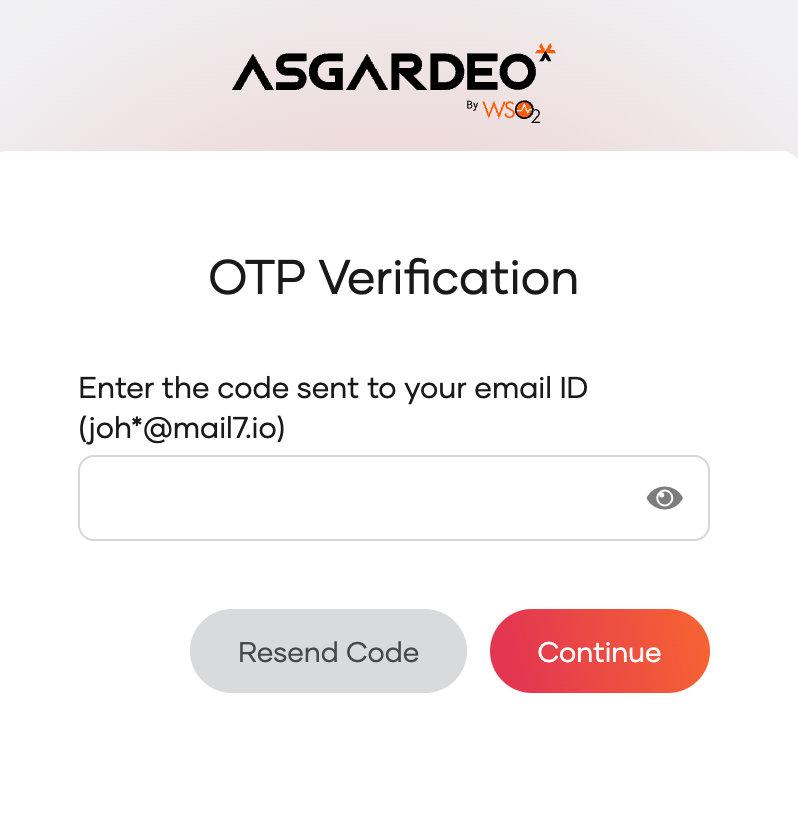 ASGARDEO
By WSO2
OTP Verification
Enter the code sent to your email ID
(joh*@mail7.io)
Resend Code
Continue